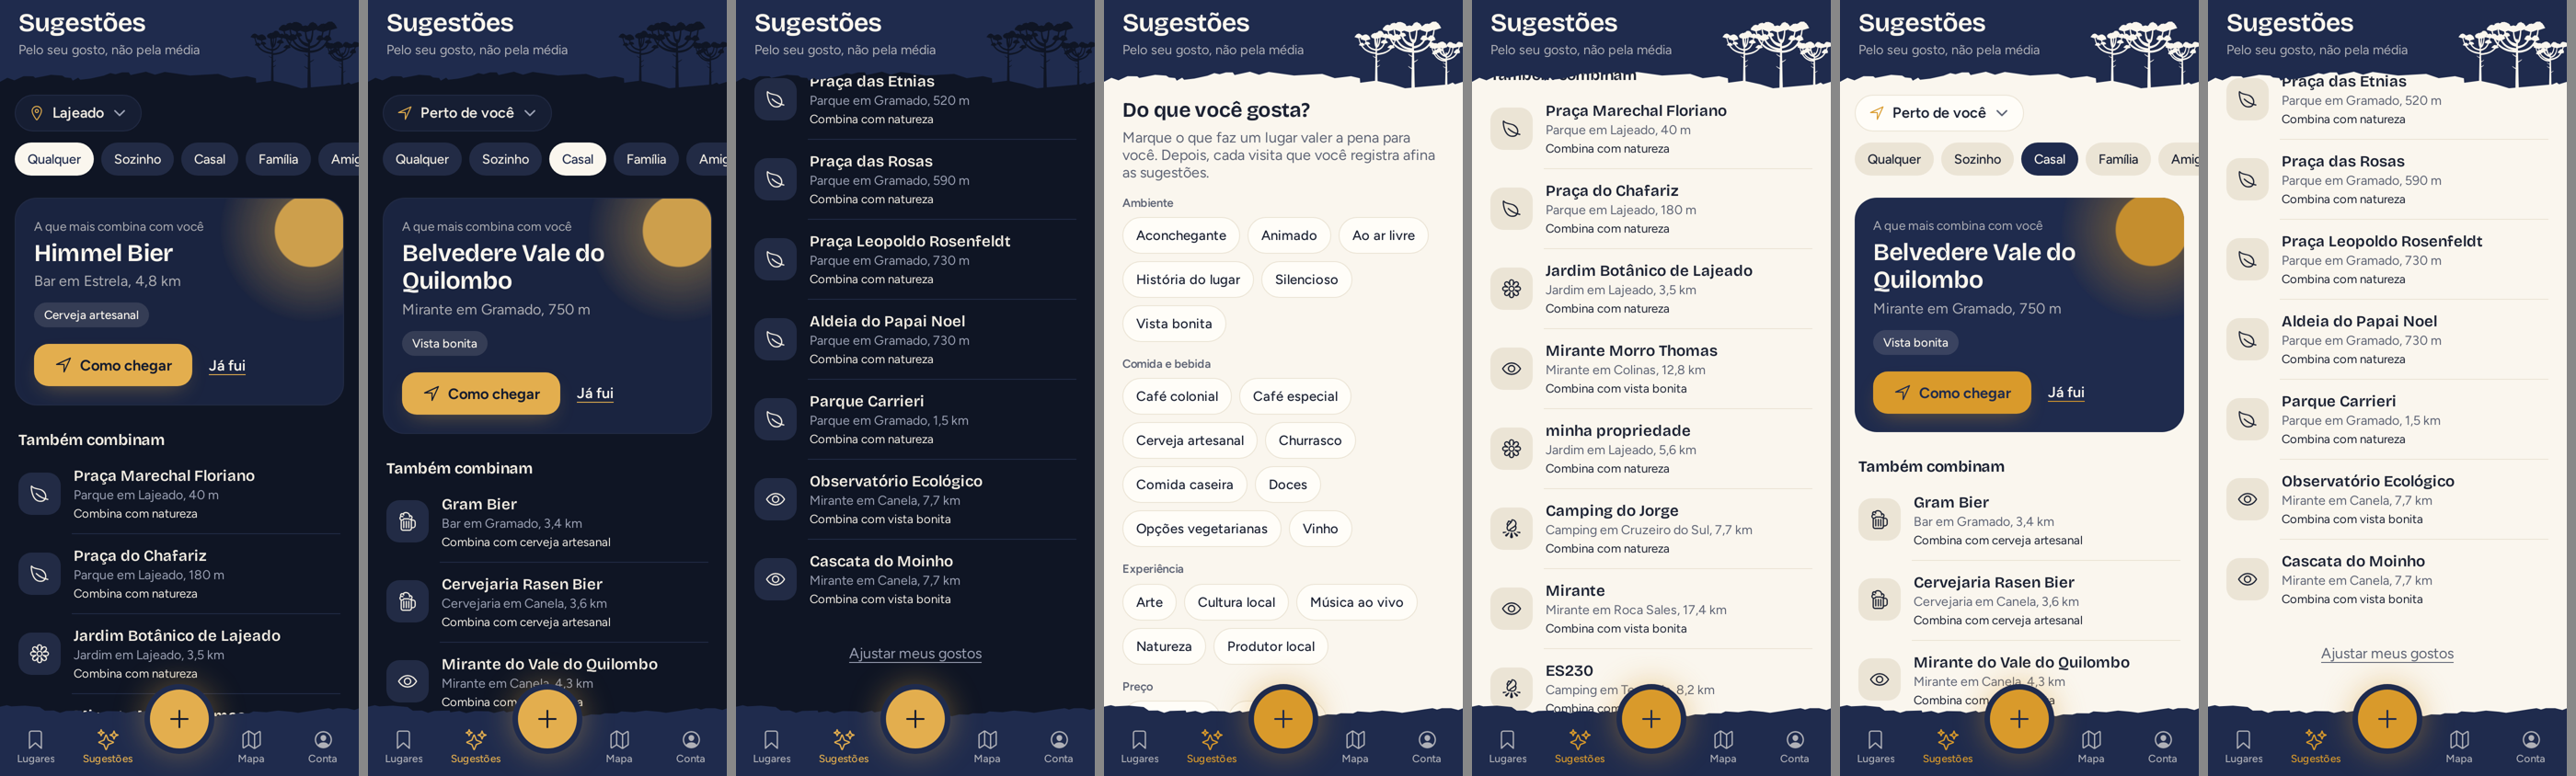 Sugestões
Pelo seu gosto, não pela média
Lajeado
Qualquer
Sozinho
Casal
Família
A que mais combina com você
Himmel Bier
Bar em Estrela, 4,8 km
Cerveja artesanal
Como chegar
Já fui
Também combinam
Praça Marechal Floriano
Parque em Lajeado, 40 m
Combina com natureza
Praça do Chafariz
Parque em Lajeado, 180 m
Combina com natureza
Jardim Botânico de Lajeado
Jardim em Lajeado, 3,5 km
Combina com natureza
Lugares
Sugestões
Mapa
Conta
Sugestões
Pelo seu gosto, não pela média
Perto de você
Qualquer
Sozinho
Casal
Família
A que mais combina com você
Belvedere Vale do
Quilombo
Mirante em Gramado, 750 m
Vista bonita
Como chegar
Já fui
Também combinam
Gram Bier
Bar em Gramado, 3,4 km
Combina com cerveja artesanal
Cervejaria Rasen Bier
Cervejaria em Canela, 3,6 km
Combina com cerveja artesanal
Mirante do Vale do Quilombo
Mirante em Canela, 4,3 km
Lugares
Sugestões
Mapa
Conta
Sugestões
Pelo seu gosto, não pela média
Praça das Etnias
Parque em Gramado, 520 m
Combina com natureza
Praça das Rosas
Parque em Gramado, 590 m
Combina com natureza
Praça Leopoldo Rosenfeldt
Parque em Gramado, 730 m
Combina com natureza
Aldeia do Papai Noel
Parque em Gramado, 730 m
Combina com natureza
Parque Carrieri
Parque em Gramado, 1,5 km
Combina com natureza
Observatório Ecológico
Mirante em Canela, 7,7 km
Combina com vista bonita
Cascata do Moinho
Mirante em Canela, 7,7 km
Combina com vista bonita
Ajustar meus gostos
Lugares
Sugestões
Mapa
Conta
Sugestões
Pelo seu gosto, não pela média
Do que você gosta?
Marque o que faz um lugar valer a pena para
você. Depois, cada visita que você registra afina
as sugestões.
Ambiente
Aconchegante
Animado
Ao ar livre
História do lugar
Silencioso
Vista bonita
Comida e bebida
Café colonial
Café especial
Cerveja artesanal
Churrasco
Comida caseira
Doces
Opções vegetarianas
Vinho
Experiência
Arte
Cultura local
Música ao vivo
Natureza
Produtor local
Preço
Lugares
Sugestões
Mapa
Conta
Sugestões
Pelo seu gosto, não pela média
Também combinam
Praça Marechal Floriano
Parque em Lajeado, 40 m
Combina com natureza
Praça do Chafariz
Parque em Lajeado, 180 m
Combina com natureza
Jardim Botânico de Lajeado
Jardim em Lajeado, 3,5 km
Combina com natureza
Mirante Morro Thomas
Mirante em Colinas, 12,8 km
Combina com vista bonita
minha propriedade
Jardim em Lajeado, 5,6 km
Combina com natureza
Camping do Jorge
Camping em Cruzeiro do Sul, 7,7 km
Combina com natureza
Mirante
Mirante em Roca Sales, 17,4 km
Combina com vista bonita
ES230
Camping em 8,2 km
Lugares
Sugestões
Mapa
Conta
Sugestões
Pelo seu gosto, não pela média
Perto de você
Qualquer
Sozinho
Casal
Família
A que mais combina com você
Belvedere Vale do
Quilombo
Mirante em Gramado, 750 m
Vista bonita
Como chegar
Já fui
Também combinam
Gram Bier
Bar em Gramado, 3,4 km
Combina com cerveja artesanal
Cervejaria Rasen Bier
Cervejaria em Canela, 3,6 km
Combina com cerveja artesanal
Mirante do Vale do Quilombo
Mirante em Canela, 4,3 km
Lugares
Sugestões
Mapa
Conta
Sugestões
Pelo seu gosto, não pela média
Praça das Etnias
Parque em Gramado, 520 m
Combina com natureza
Praça das Rosas
Parque em Gramado, 590 m
Combina com natureza
Praça Leopoldo Rosenfeldt
Parque em Gramado, 730 m
Combina com natureza
Aldeia do Papai Noel
Parque em Gramado, 730 m
Combina com natureza
Parque Carrieri
Parque em Gramado, 1,5 km
Combina com natureza
Observatório Ecológico
Mirante em Canela, 7,7 km
Combina com vista bonita
Cascata do Moinho
Mirante em Canela, 7,7 km
Combina com vista bonita
Ajustar meus gostos
Lugares
Sugestões
Mapa
Conta